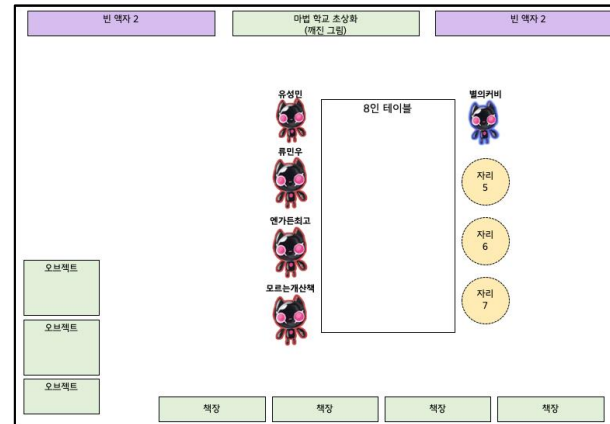 빈 액자 2
마법 학교 초상화
(깨진 그림)
빈 액자 2
유성민
별의커비
8인 테이블
류민우
자리
5
엔가든최고
자리
6
오브젝트
모르는개산책
자리
7
오브젝트
오브젝트
책장
책장
책장
책장